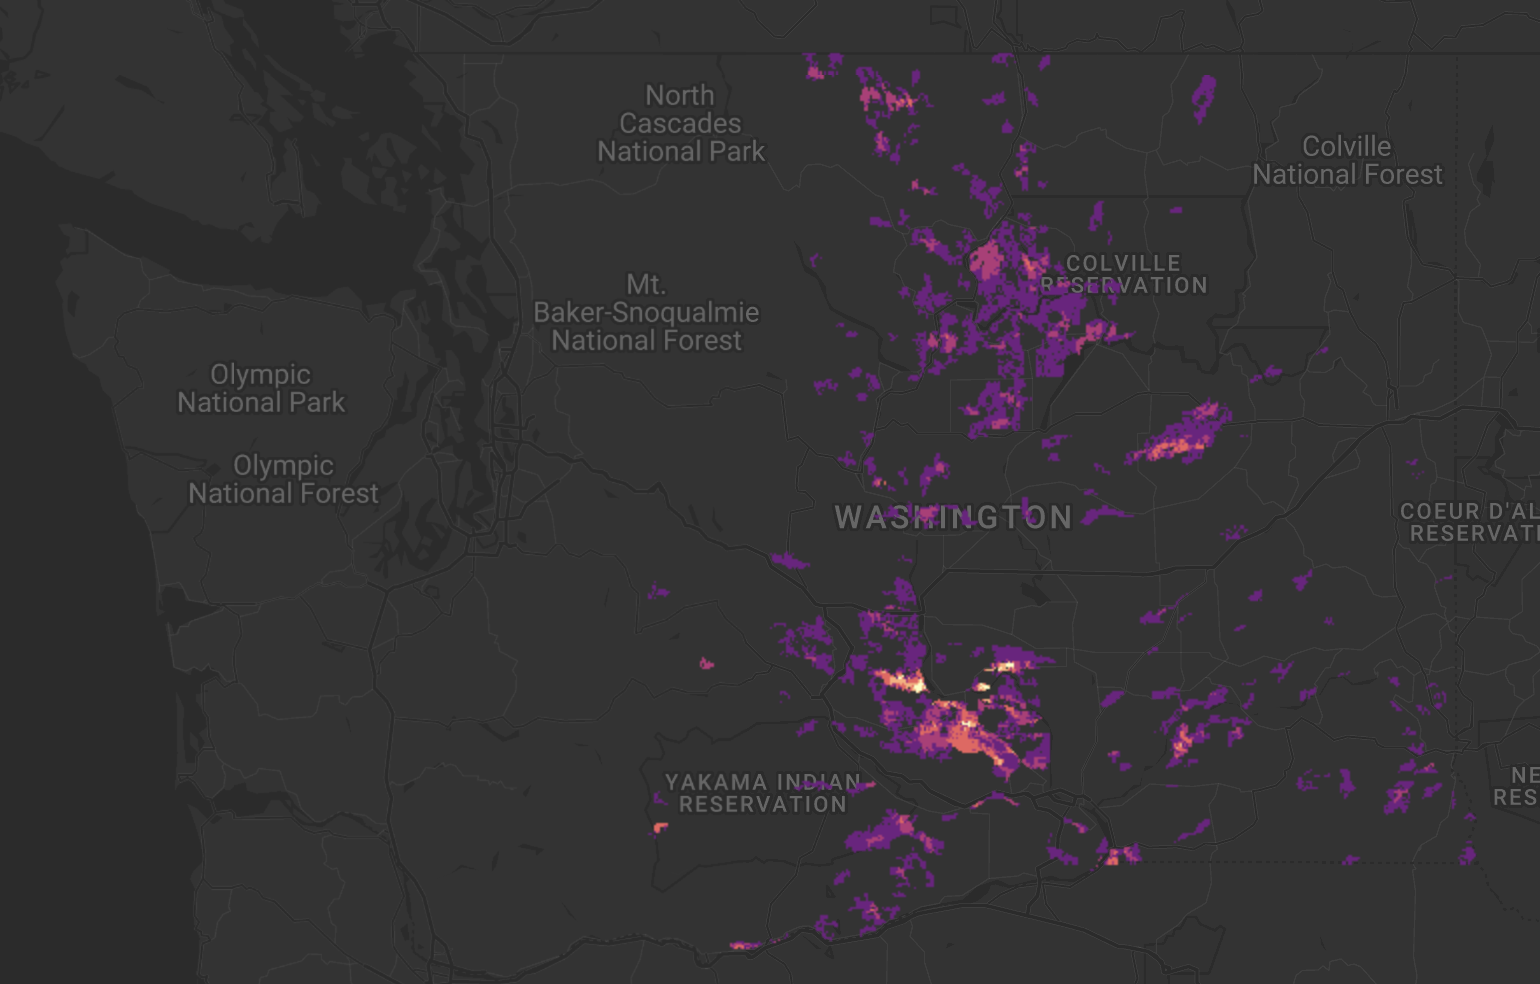 North
Cascades
National Park
Colville
National Forest
COLVILLE
RESERVATION
Mt.
Baker-Snoqualmie
National Forest
Olympic
National Park
Olympic
National Forest
WASHINGTON
COEUR D'AL
RESERVATI
YAKAMA INDIAN
RESERVATION
NE
RES